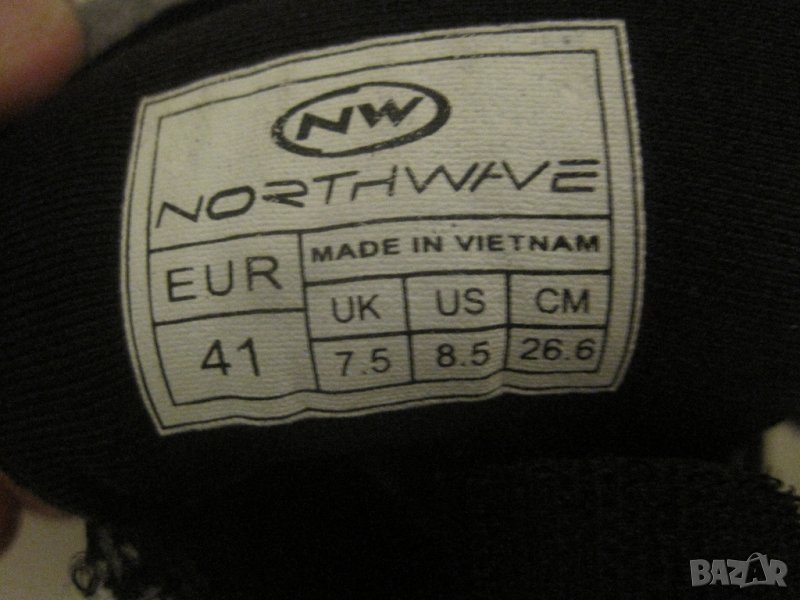 NW
NORTHWAVE
EUR
MADE IN VIETNAM
UK US CM
41 7.5 8.5 26.6
BAZAR